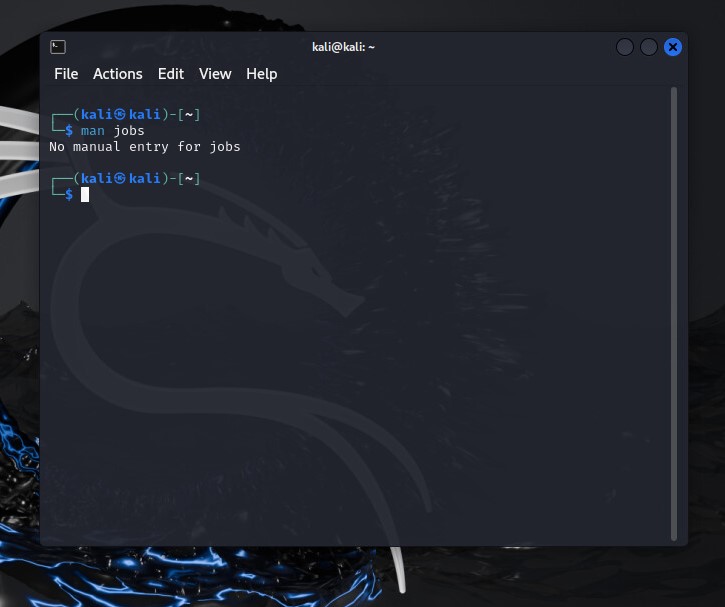 kali@kali: ~
File Actions Edit View Help
┌──(kali㉿kali)-[~]
└─$ man jobs
No manual entry for jobs
┌──(kali㉿kali)-[~]
└─$